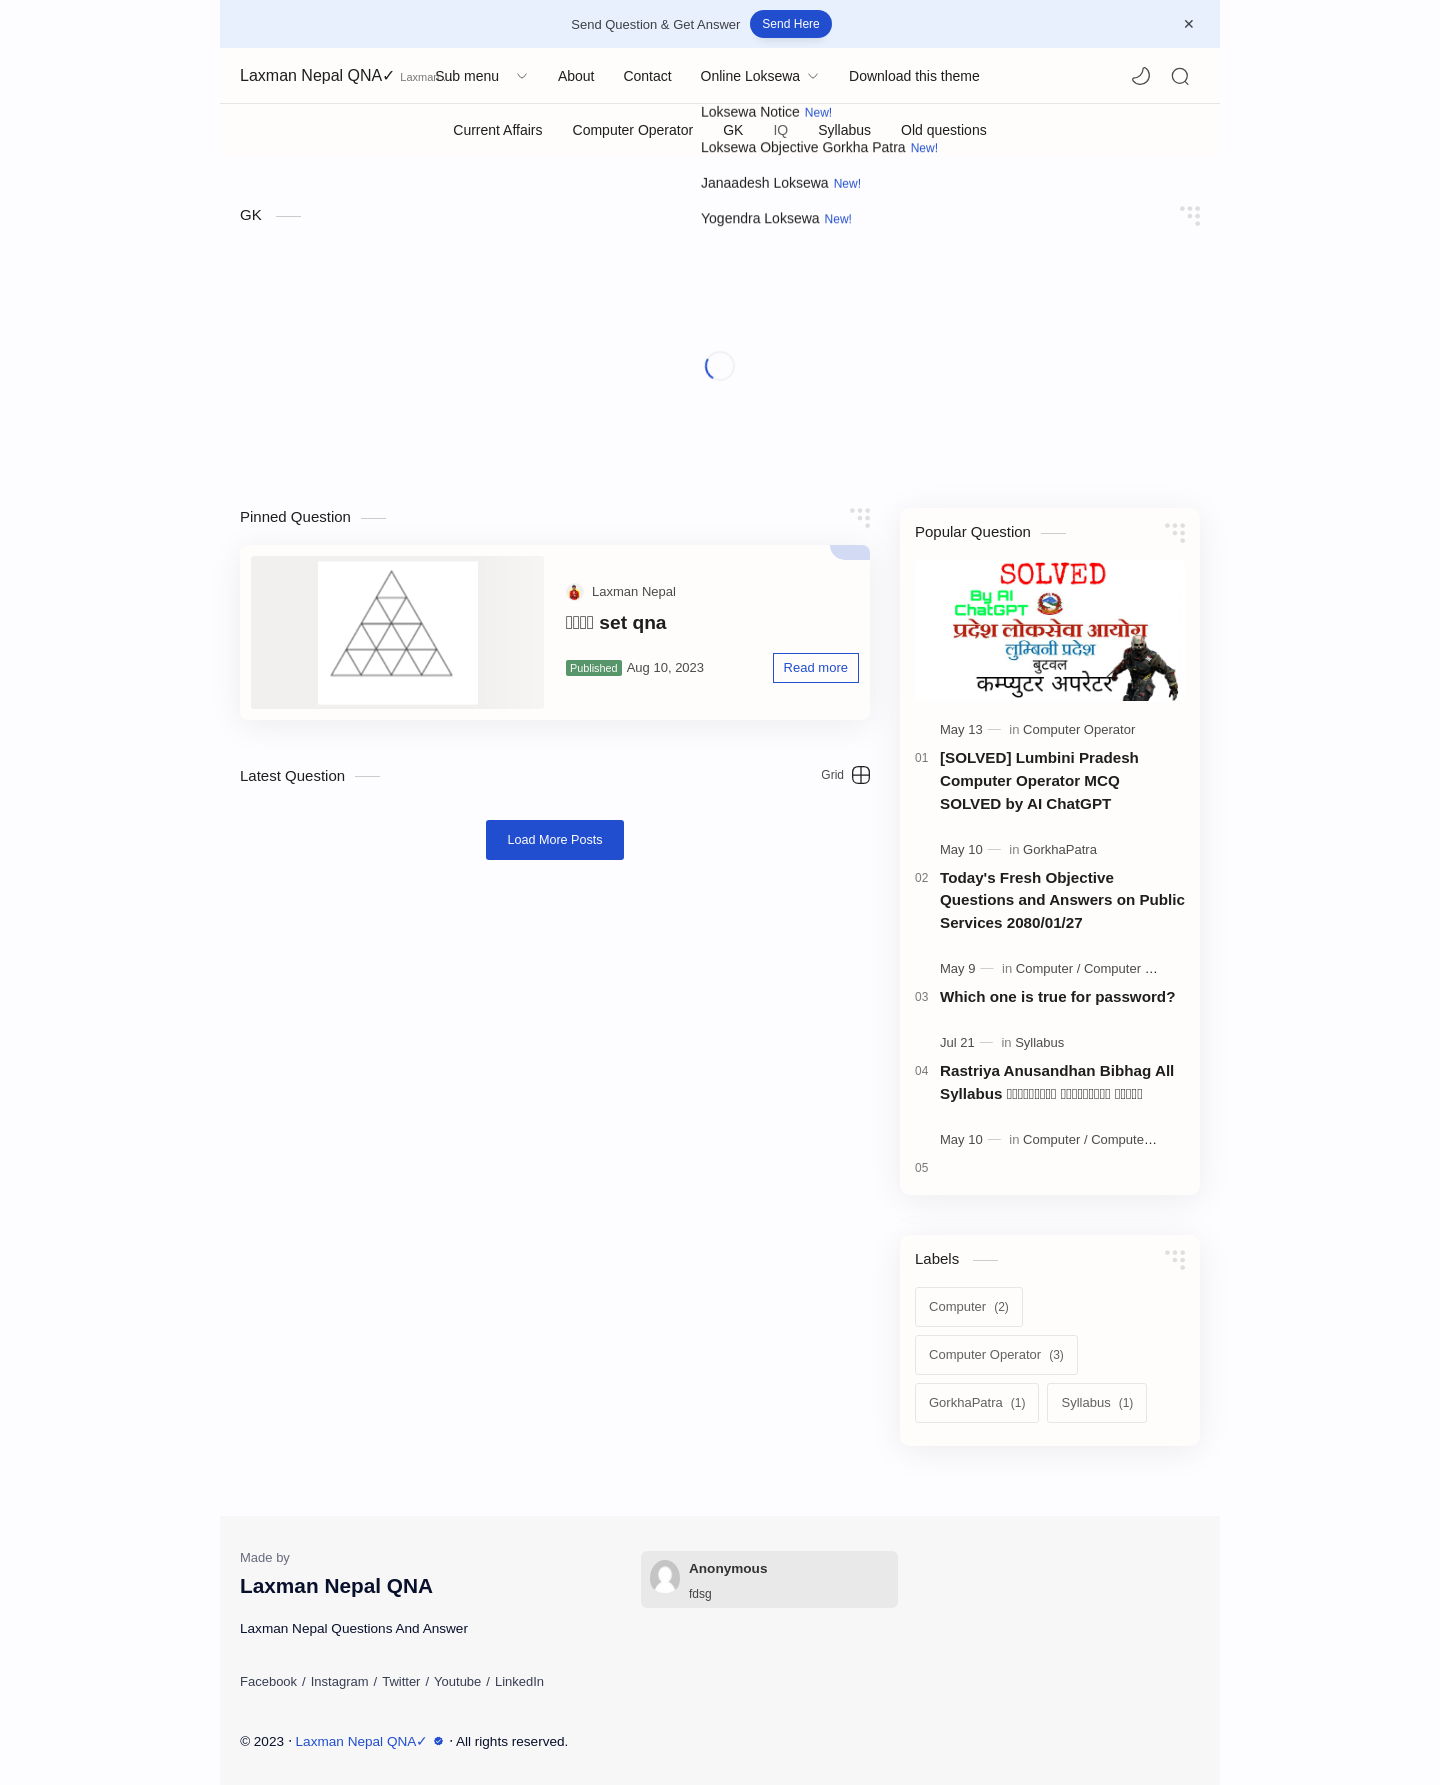 Send Question & Get Answer Send Here ✕
Laxman Nepal QNA✓ Sub menu About Contact Online Loksewa Download this theme
Loksewa Notice New!
Current Affairs Computer Operator GK IQ Syllabus Old questions
Loksewa Objective Gorkha Patra New!
Janaadesh Loksewa New!
GK
Yogendra Loksewa New!
Pinned Question
Laxman Nepal
set qna
Published Aug 10, 2023 Read more
Latest Question Grid
Load More Posts
Popular Question
SOLVED
By AI
ChatGPT
प्रदेश लोकसेवा आयोग
लुम्बिनी प्रदेश
बुटवल
कम्प्युटर अपरेटर
May 13 in Computer Operator
01 [SOLVED] Lumbini Pradesh
Computer Operator MCQ
SOLVED by AI ChatGPT
May 10 in GorkhaPatra
02 Today's Fresh Objective
Questions and Answers on Public
Services 2080/01/27
May 9 in Computer / Computer …
03 Which one is true for password?
Jul 21 in Syllabus
04 Rastriya Anusandhan Bibhag All
Syllabus
May 10 in Computer / Compute…
05
Labels
Computer (2)
Computer Operator (3)
GorkhaPatra (1) Syllabus (1)
Made by
Laxman Nepal QNA
Laxman Nepal Questions And Answer
Facebook / Instagram / Twitter / Youtube / LinkedIn
Anonymous
fdsg
© 2023 · Laxman Nepal QNA✓ · All rights reserved.